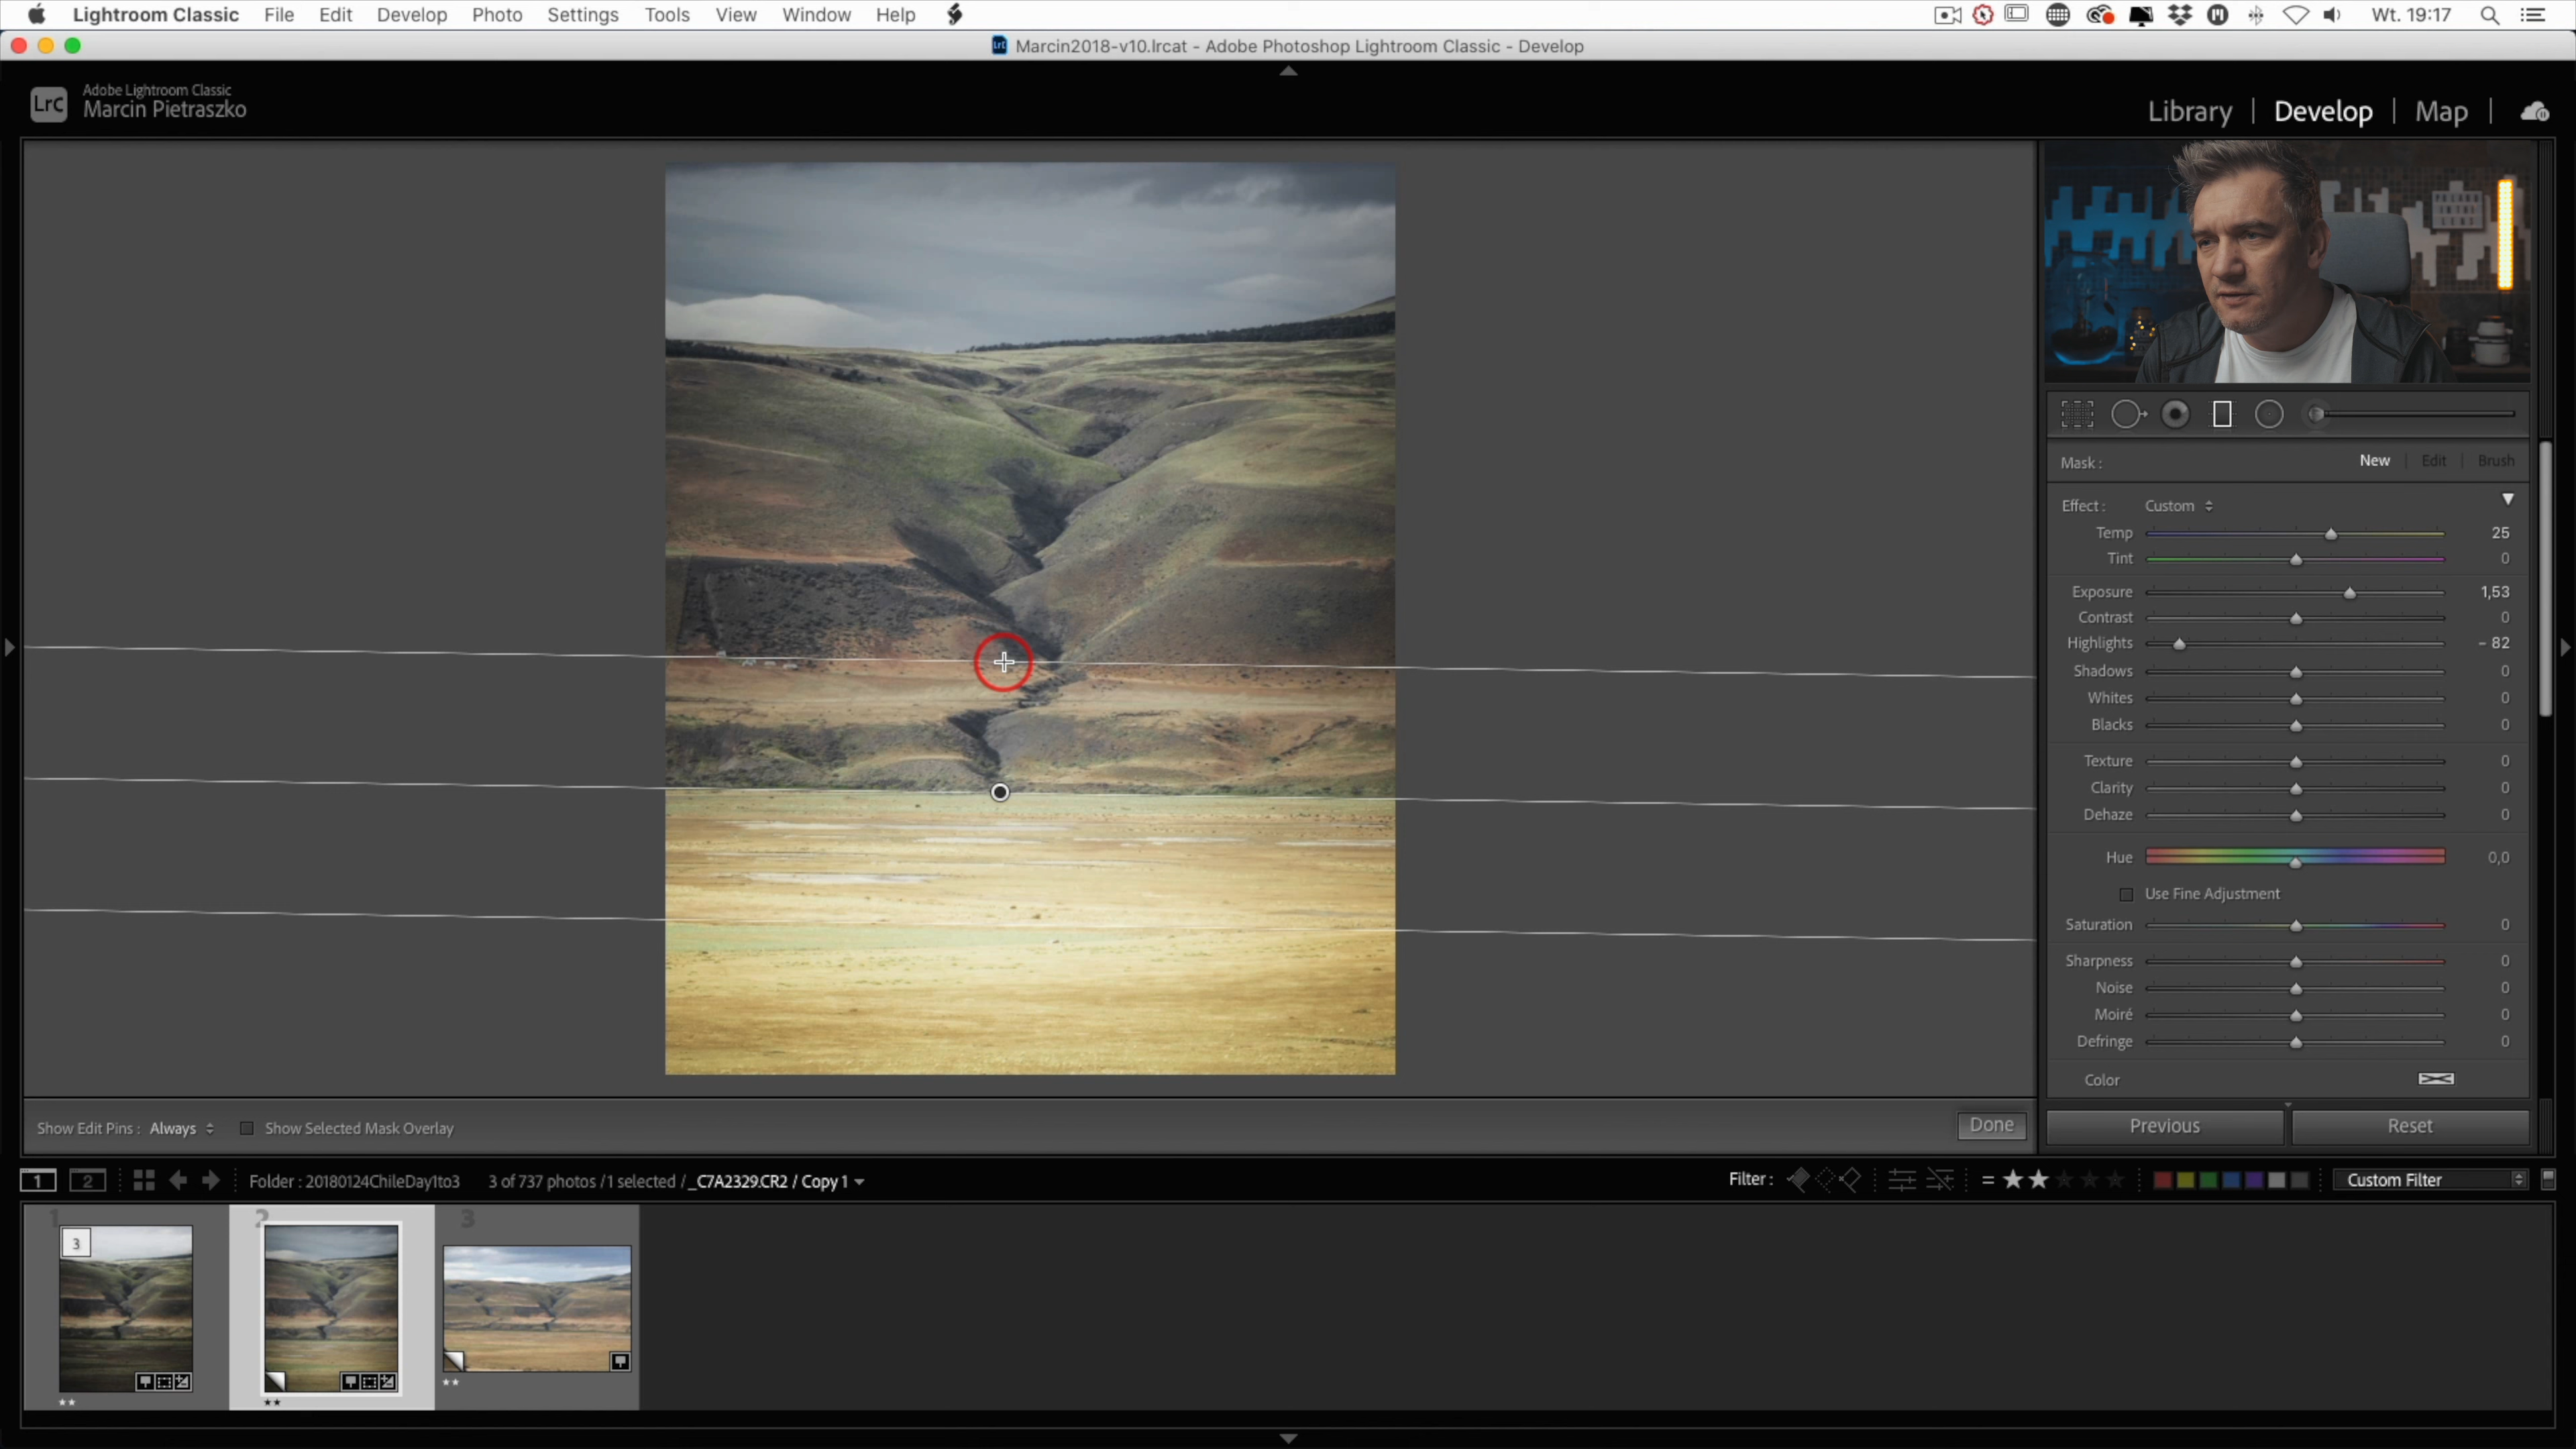 Lightroom Classic File Edit Develop Photo Settings Tools View Window Help Wt. 19:17
Marcin2018-v10.lrcat - Adobe Photoshop Lightroom Classic - Develop
LrC Adobe Lightroom Classic
Marcin Pietraszko
Library | Develop | Map |
Mask : New | Edit | Brush
Effect : Custom
Temp 25
Tint 0
Exposure 1,53
Contrast 0
Highlights - 82
Shadows 0
Whites 0
Blacks 0
Texture 0
Clarity 0
Dehaze 0
Hue 0,0
Use Fine Adjustment
Saturation 0
Sharpness 0
Noise 0
Moiré 0
Defringe 0
Color
Show Edit Pins : Always Show Selected Mask Overlay Done Previous Reset
1 2 Folder : 20180124ChileDay1to3 3 of 737 photos /1 selected /_C7A2329.CR2 / Copy 1 Filter : Custom Filter
1 2 3
3